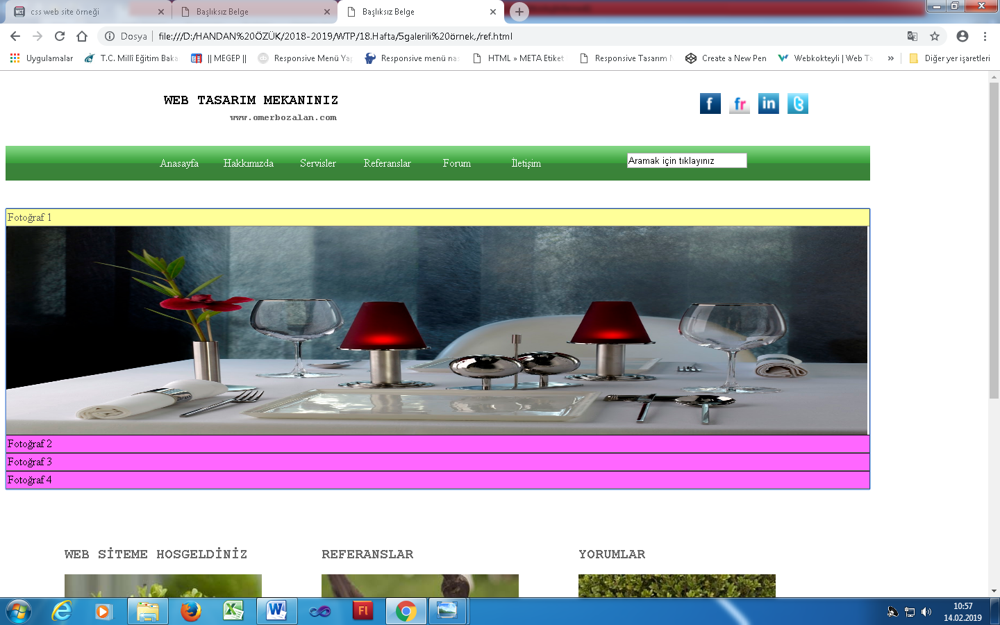 css web site örneği
Başlıksız Belge
Başlıksız Belge
Dosya
file:///D:/HANDAN%20ÖZÜK/2018-2019/WTP/18.Hafta/5galerili%20örnek,/ref.html
Uygulamalar
T.C. Millî Eğitim Baka
|| MEGEP ||
Responsive Menü Yap
Responsive menü nas
HTML » META Etiket
Responsive Tasarım
Create a New Pen
Webkokteyli | Web Ta
»
Diğer yer işaretleri
WEB TASARIM MEKANINIZ
www.omerbozalan.com
f
fr
in
t
Anasayfa
Hakkımızda
Servisler
Referanslar
Forum
İletişim
Aramak için tıklayınız
Fotoğraf 1
Fotoğraf 2
Fotoğraf 3
Fotoğraf 4
WEB SİTEME HOSGELDİNİZ
REFERANSLAR
YORUMLAR
10:57
14.02.2019